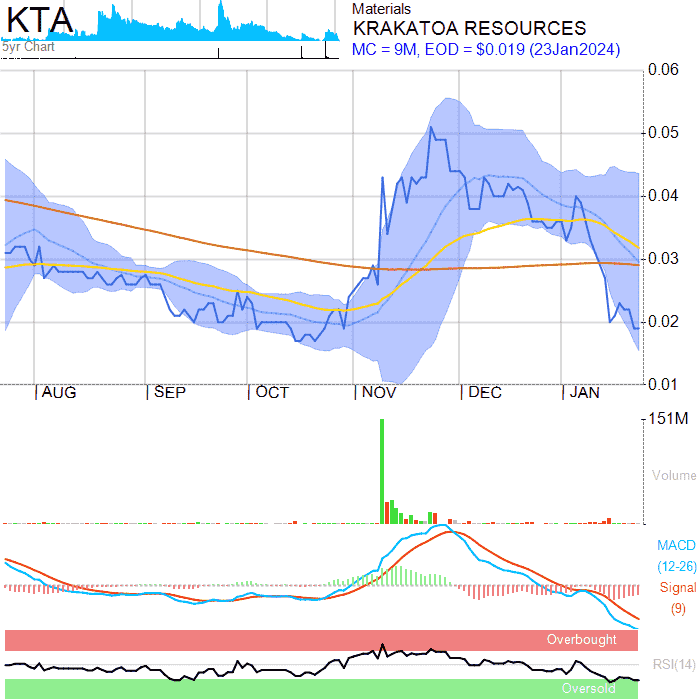 KTA
5yr Chart
Materials
KRAKATOA RESOURCES
MC = 9M, EOD = $0.019 (23Jan2024)
0.06
0.05
0.04
0.03
0.02
0.01
AUG
SEP
OCT
NOV
DEC
JAN
151M
Volume
MACD
(12-26)
Signal
(9)
Overbought
RSI(14)
Oversold